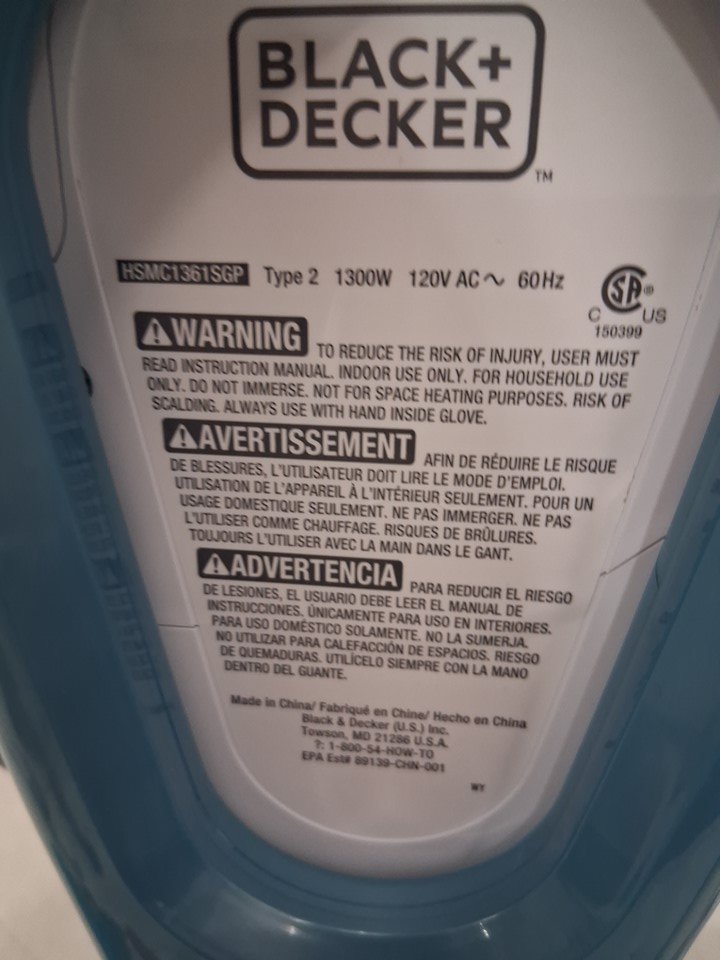 BLACK+
DECKER
TM
HSMC1361SGP Type 2 1300W 120V AC ~ 60Hz
SA ®
C US
150399
WARNING TO REDUCE THE RISK OF INJURY, USER MUST
READ INSTRUCTION MANUAL. INDOOR USE ONLY. FOR HOUSEHOLD USE
ONLY. DO NOT IMMERSE. NOT FOR SPACE HEATING PURPOSES. RISK OF
SCALDING. ALWAYS USE WITH HAND INSIDE GLOVE.
AVERTISSEMENT AFIN DE RÉDUIRE LE RISQUE
DE BLESSURES, L'UTILISATEUR DOIT LIRE LE MODE D'EMPLOI.
UTILISATION DE L'APPAREIL À L'INTÉRIEUR SEULEMENT. POUR UN
USAGE DOMESTIQUE SEULEMENT. NE PAS IMMERGER. NE PAS
L'UTILISER COMME CHAUFFAGE. RISQUES DE BRÛLURES.
TOUJOURS L'UTILISER AVEC LA MAIN DANS LE GANT.
ADVERTENCIA PARA REDUCIR EL RIESGO
DE LESIONES, EL USUARIO DEBE LEER EL MANUAL DE
INSTRUCCIONES. ÚNICAMENTE PARA USO EN INTERIORES.
PARA USO DOMÉSTICO SOLAMENTE. NO LA SUMERJA.
NO UTILIZAR PARA CALEFACCIÓN DE ESPACIOS. RIESGO
DE QUEMADURAS. UTILÍCELO SIEMPRE CON LA MANO
DENTRO DEL GUANTE.
Made in China/ Fabriqué en Chine/ Hecho en China
Black & Decker (U.S.) Inc.
Towson, MD 21286 U.S.A.
?: 1-800-54-HOW-TO
EPA Est# 89139-CHN-001
WY